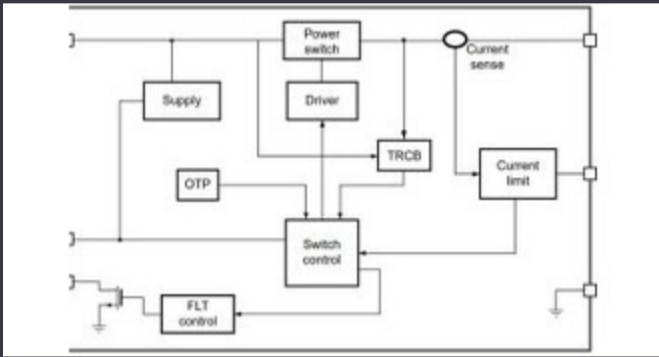 Power
switch
Current
sense
Supply
Driver
TRCB
Current
limit
OTP
Switch
control
FLT
control